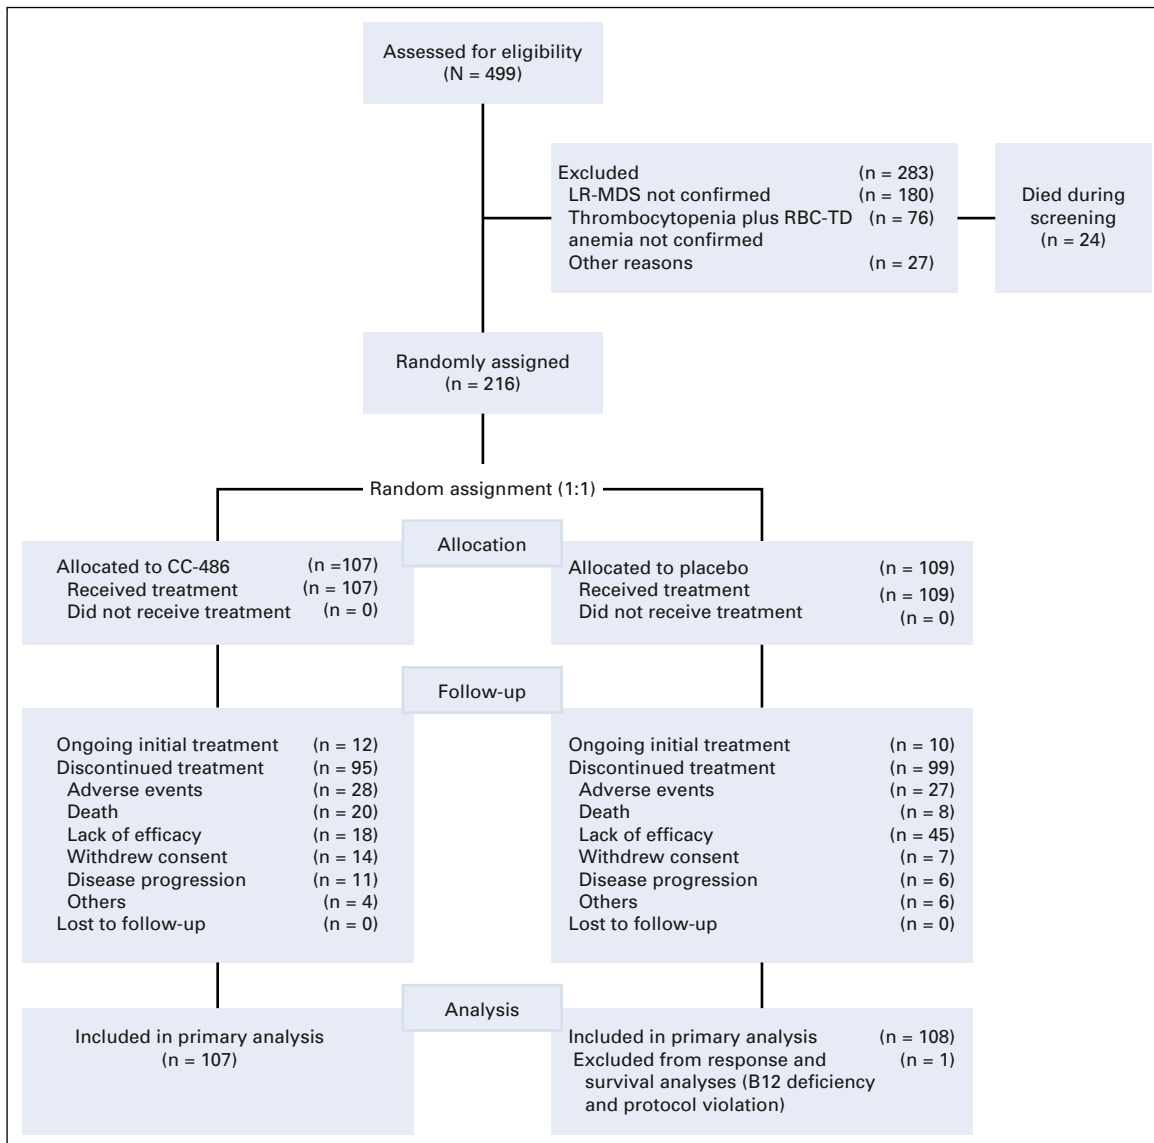 Assessed for eligibility
(N = 499)
Excluded (n = 283)
LR-MDS not confirmed (n = 180)
Thrombocytopenia plus RBC-TD (n = 76)
anemia not confirmed
Other reasons (n = 27)
Died during
screening
(n = 24)
Randomly assigned
(n = 216)
Random assignment (1:1)
Allocation
Allocated to CC-486 (n =107)
Received treatment (n = 107)
Did not receive treatment (n = 0)
Allocated to placebo (n = 109)
Received treatment (n = 109)
Did not receive treatment (n = 0)
Follow-up
Ongoing initial treatment (n = 12)
Discontinued treatment (n = 95)
Adverse events (n = 28)
Death (n = 20)
Lack of efficacy (n = 18)
Withdrew consent (n = 14)
Disease progression (n = 11)
Others (n = 4)
Lost to follow-up (n = 0)
Ongoing initial treatment (n = 10)
Discontinued treatment (n = 99)
Adverse events (n = 27)
Death (n = 8)
Lack of efficacy (n = 45)
Withdrew consent (n = 7)
Disease progression (n = 6)
Others (n = 6)
Lost to follow-up (n = 0)
Analysis
Included in primary analysis
(n = 107)
Included in primary analysis (n = 108)
Excluded from response and (n = 1)
survival analyses (B12 deficiency
and protocol violation)